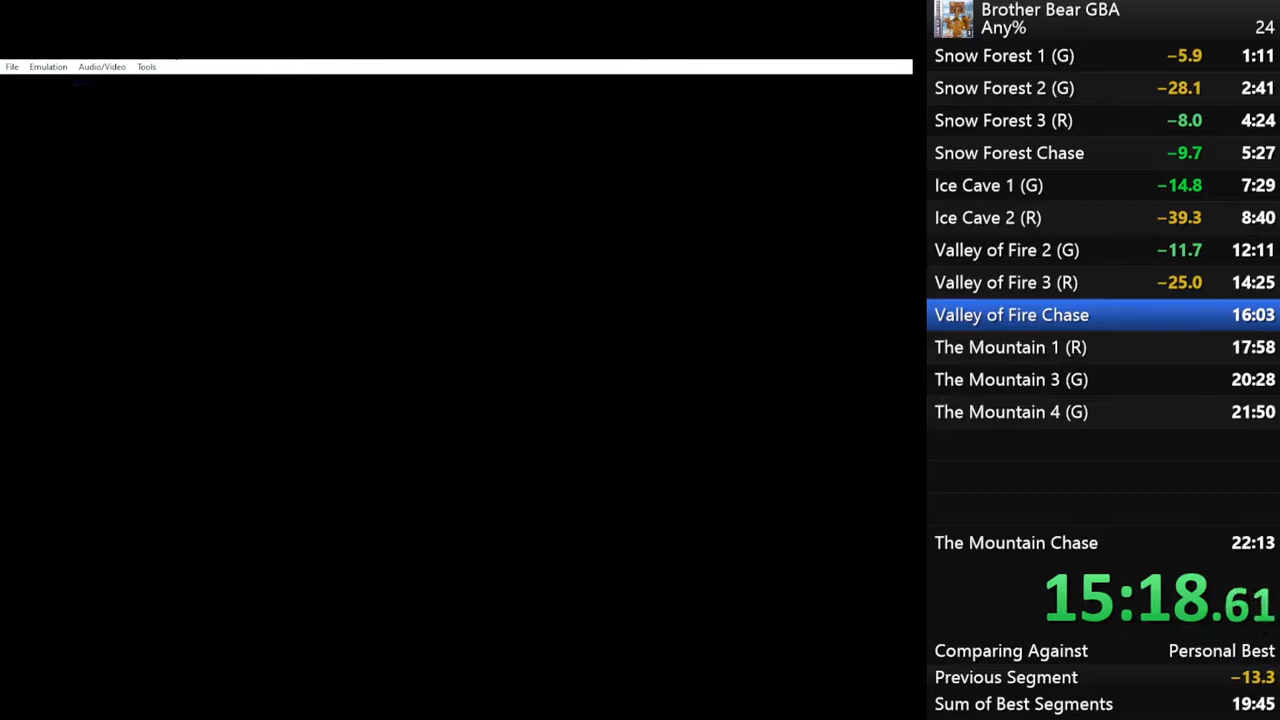 File Emulation Audio/Video Tools
Brother Bear GBA
Any% 24
Snow Forest 1 (G) −5.9 1:11
Snow Forest 2 (G) −28.1 2:41
Snow Forest 3 (R) −8.0 4:24
Snow Forest Chase −9.7 5:27
Ice Cave 1 (G) −14.8 7:29
Ice Cave 2 (R) −39.3 8:40
Valley of Fire 2 (G) −11.7 12:11
Valley of Fire 3 (R) −25.0 14:25
Valley of Fire Chase 16:03
The Mountain 1 (R) 17:58
The Mountain 3 (G) 20:28
The Mountain 4 (G) 21:50
The Mountain Chase 22:13
15:18.61
Comparing Against Personal Best
Previous Segment −13.3
Sum of Best Segments 19:45